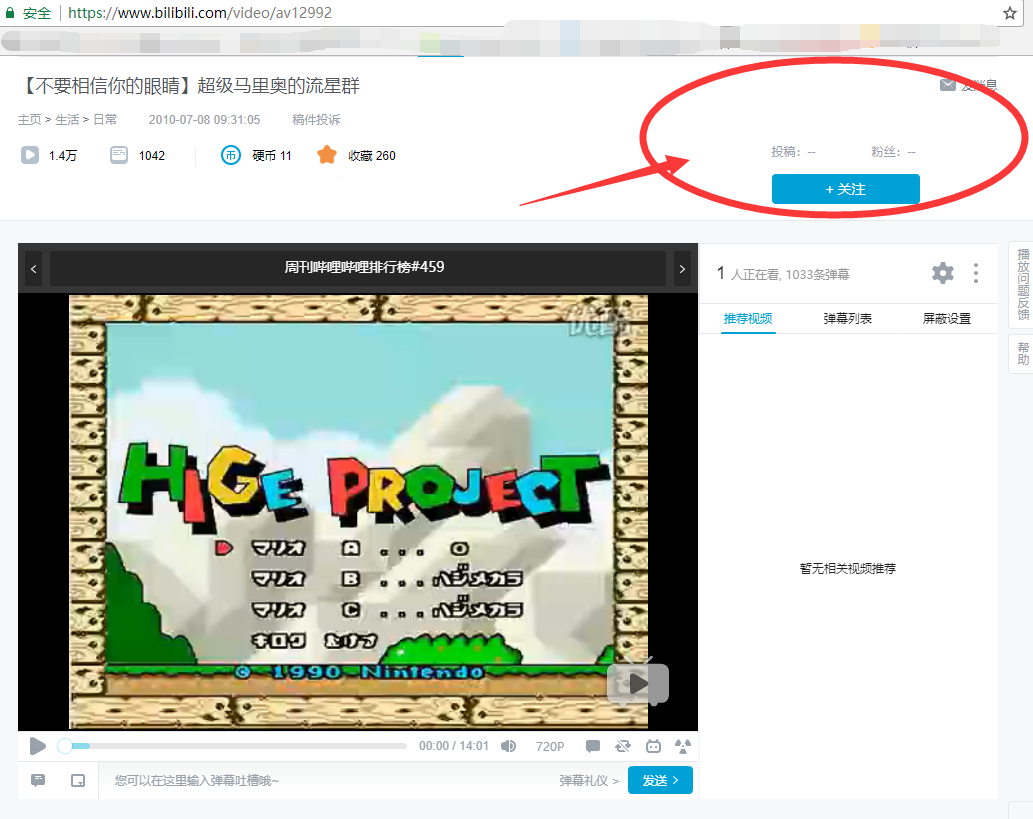 安全 https://www.bilibili.com/video/av12992
【不要相信你的眼睛】超级马里奥的流星群
发消息
主页 > 生活 > 日常 2010-07-08 09:31:05 稿件投诉
1.4万 1042 币 硬币 11 收藏 260
投稿：-- 粉丝：--
+ 关注
< 周刊哔哩哔哩排行榜#459 >
1 人正在看, 1033条弹幕
推荐视频 弹幕列表 屏蔽设置
播放问题反馈
帮助
优酷
HIGE PROJECT
マリオ A ... 0
マリオ B ... ハジメカラ
マリオ C ... ハジメカラ
キロク ヲけす
© 1990 Nintendo
暂无相关视频推荐
00:00 / 14:01 720P
您可以在这里输入弹幕吐槽哦~ 弹幕礼仪 > 发送 >